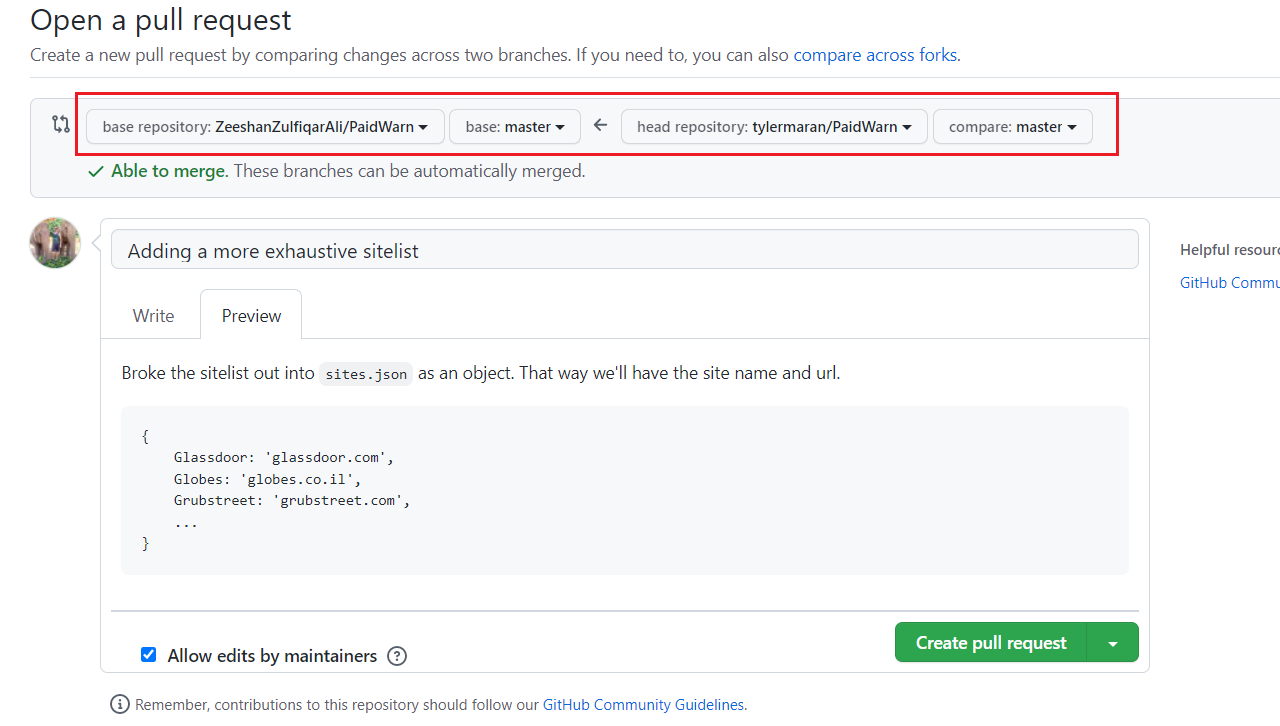 Open a pull request
Create a new pull request by comparing changes across two branches. If you need to, you can also compare across forks.
base repository: ZeeshanZulfiqarAli/PaidWarn base: master ← head repository: tylermaran/PaidWarn compare: master
Able to merge. These branches can be automatically merged.
Adding a more exhaustive sitelist
Helpful resourc
GitHub Commu
Write Preview
Broke the sitelist out into sites.json as an object. That way we'll have the site name and url.
{
Glassdoor: 'glassdoor.com',
Globes: 'globes.co.il',
Grubstreet: 'grubstreet.com',
...
}
Allow edits by maintainers
Create pull request
Remember, contributions to this repository should follow our GitHub Community Guidelines.